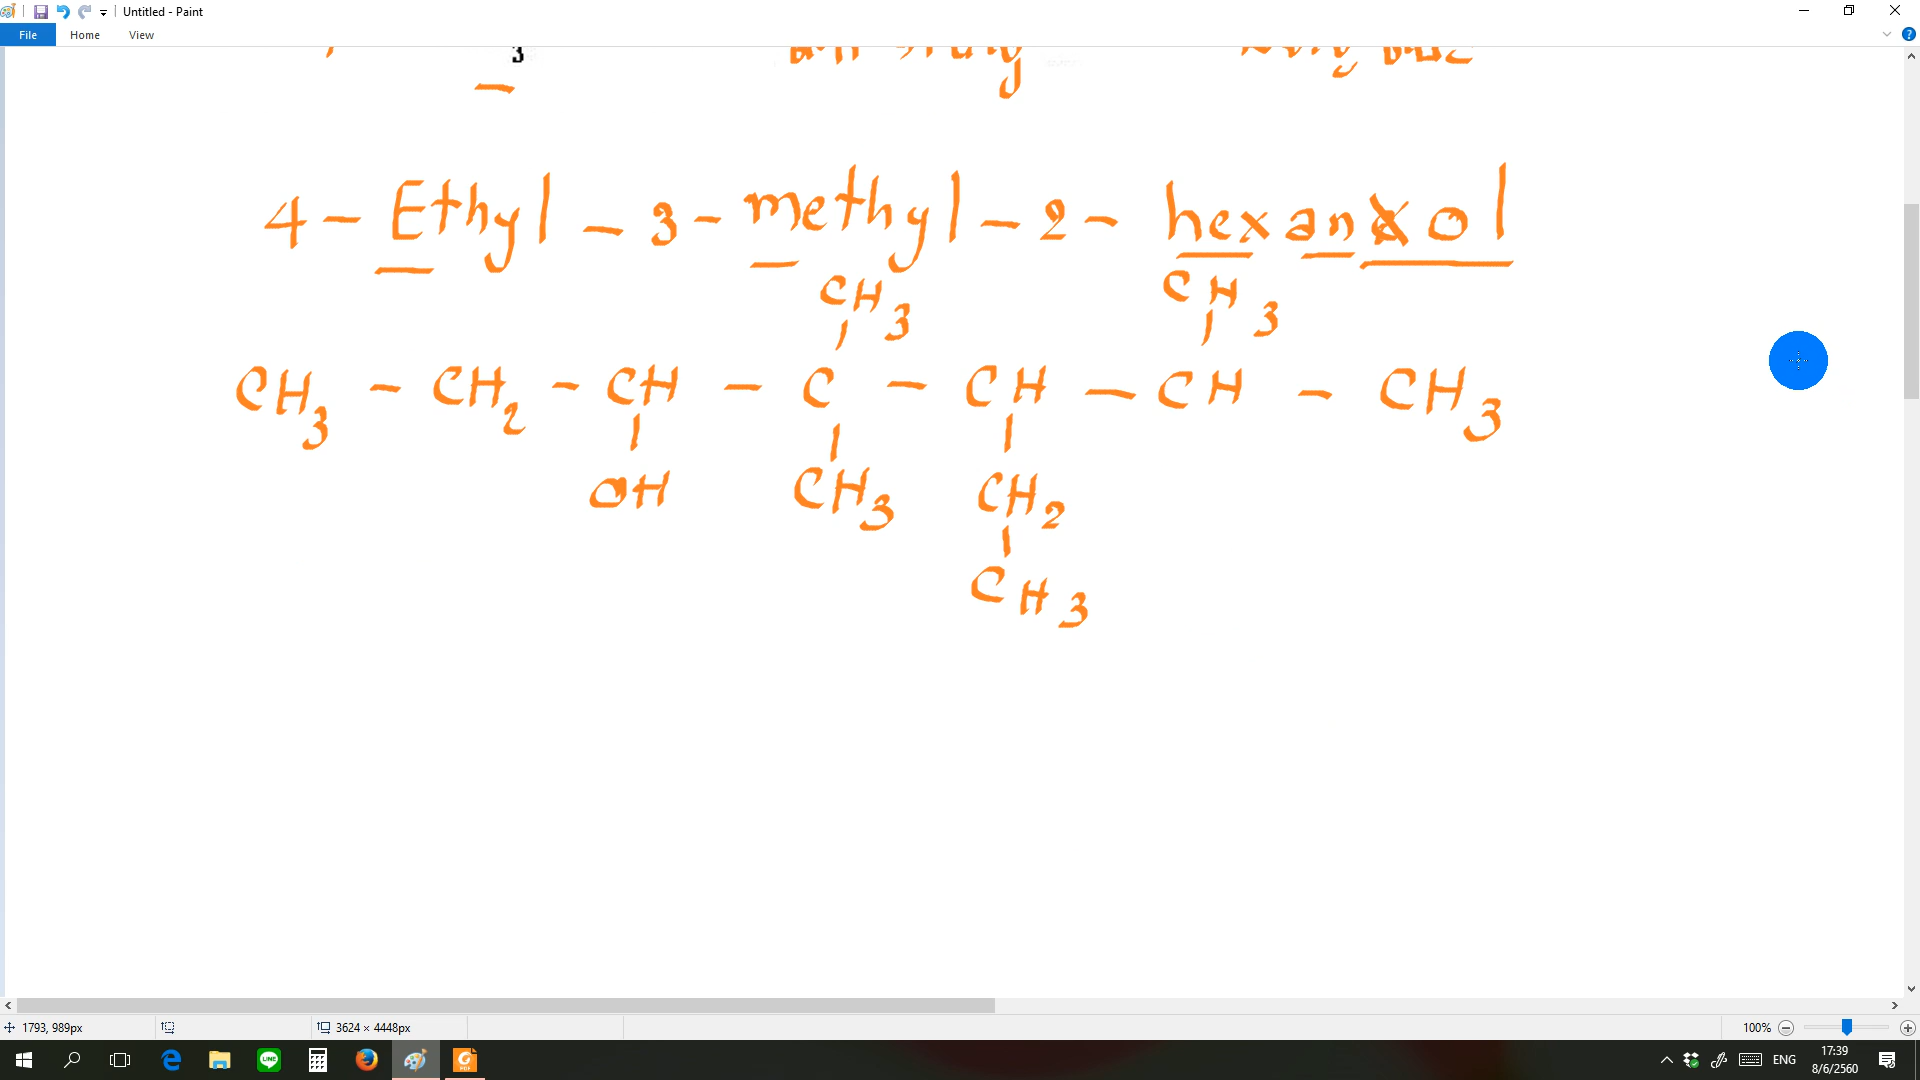 Untitled - Paint
File Home View
3
4 - Ethyl - 3 - methyl - 2 - hexanol
CH3 CH3
CH3 - CH2 - CH - C - CH - CH - CH3
OH CH3 CH2
CH3
1793, 989px 3624 × 4448px 100%
ENG 17:39
8/6/2560